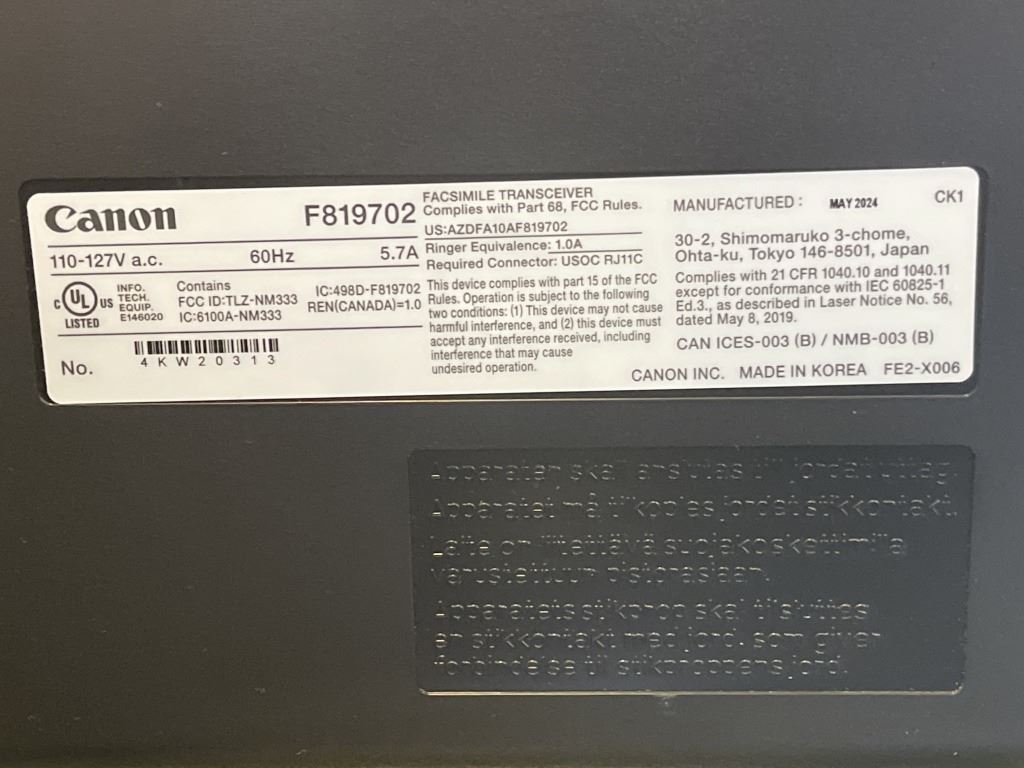 Canon
F819702
110-127V a.c. 60Hz 5.7A
C UL US
LISTED
INFO.
TECH.
EQUIP.
E146020
Contains
FCC ID:TLZ-NM333
IC:6100A-NM333
IC:498D-F819702
REN(CANADA)=1.0
No.
4KW20313
FACSIMILE TRANSCEIVER
Complies with Part 68, FCC Rules.
US:AZDFA10AF819702
Ringer Equivalence: 1.0A
Required Connector: USOC RJ11C
This device complies with part 15 of the FCC
Rules. Operation is subject to the following
two conditions: (1) This device may not cause
harmful interference, and (2) this device must
accept any interference received, including
interference that may cause
undesired operation.
MANUFACTURED : MAY 2024
CK1
30-2, Shimomaruko 3-chome,
Ohta-ku, Tokyo 146-8501, Japan
Complies with 21 CFR 1040.10 and 1040.11
except for conformance with IEC 60825-1
Ed.3., as described in Laser Notice No. 56,
dated May 8, 2019.
CAN ICES-003 (B) / NMB-003 (B)
CANON INC. MADE IN KOREA FE2-X006
Apparaten skall anslutas till jordat uttag.
Apparatet må tilkoples jordet stikkontakt.
Laite on liitettävä suojakoskettimilla
varustettuun pistorasiaan.
Apparatets stikprop skal tilsluttes
en stikkontakt med jord, som giver
forbindelse til stikproppens jord.